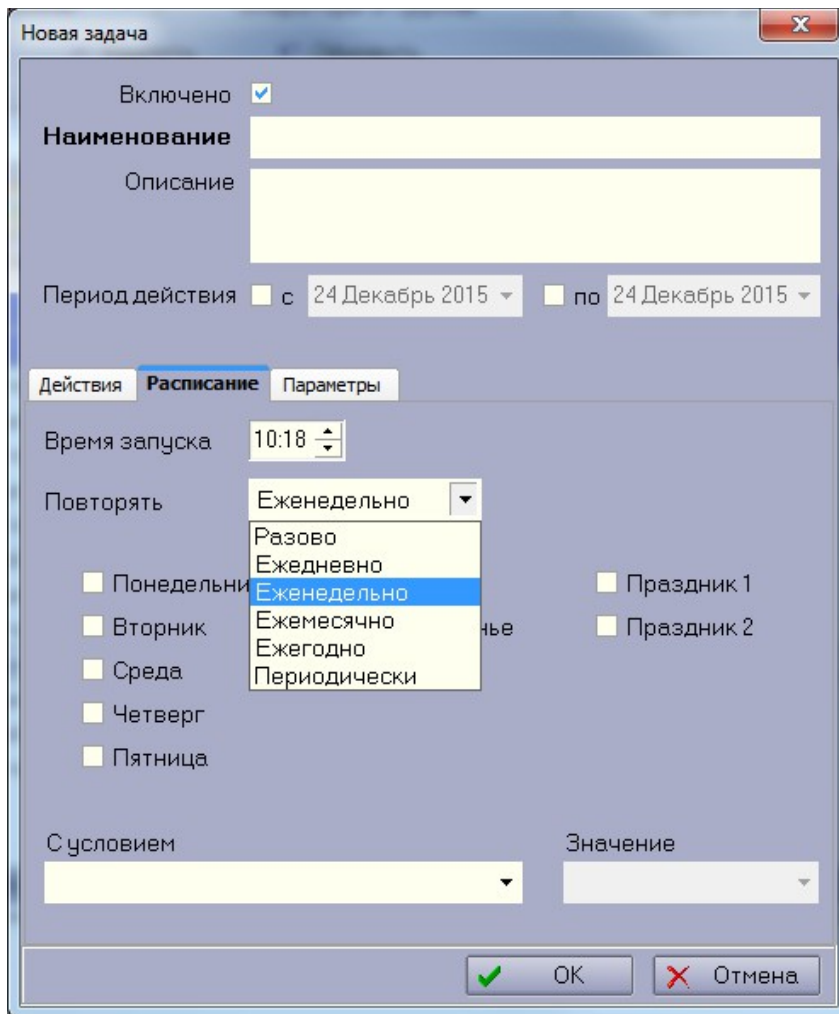 Новая задача
Включено
Наименование
Описание
Период действия с 24 Декабрь 2015 по 24 Декабрь 2015
Действия Расписание Параметры
Время запуска 10:18
Повторять Еженедельно
Разово
Ежедневно
Еженедельно
Ежемесячно
Ежегодно
Периодически
Понедельни Праздник 1
Вторник нье Праздник 2
Среда
Четверг
Пятница
С условием Значение
OK Отмена